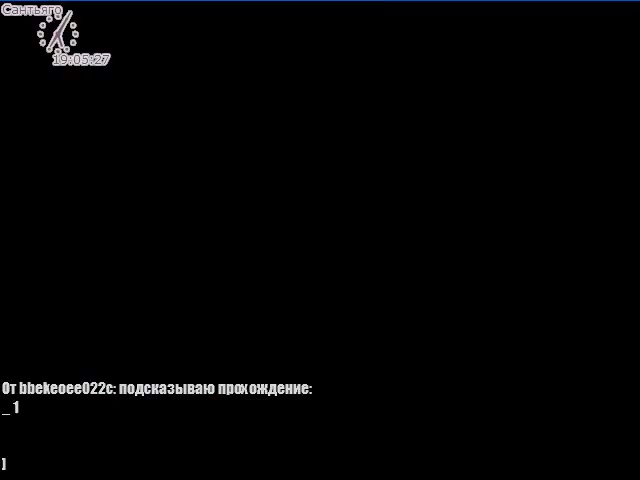 Сантьяго
19:05:27
От bbekeoee022c: подсказываю прохождение:
_ 1
]